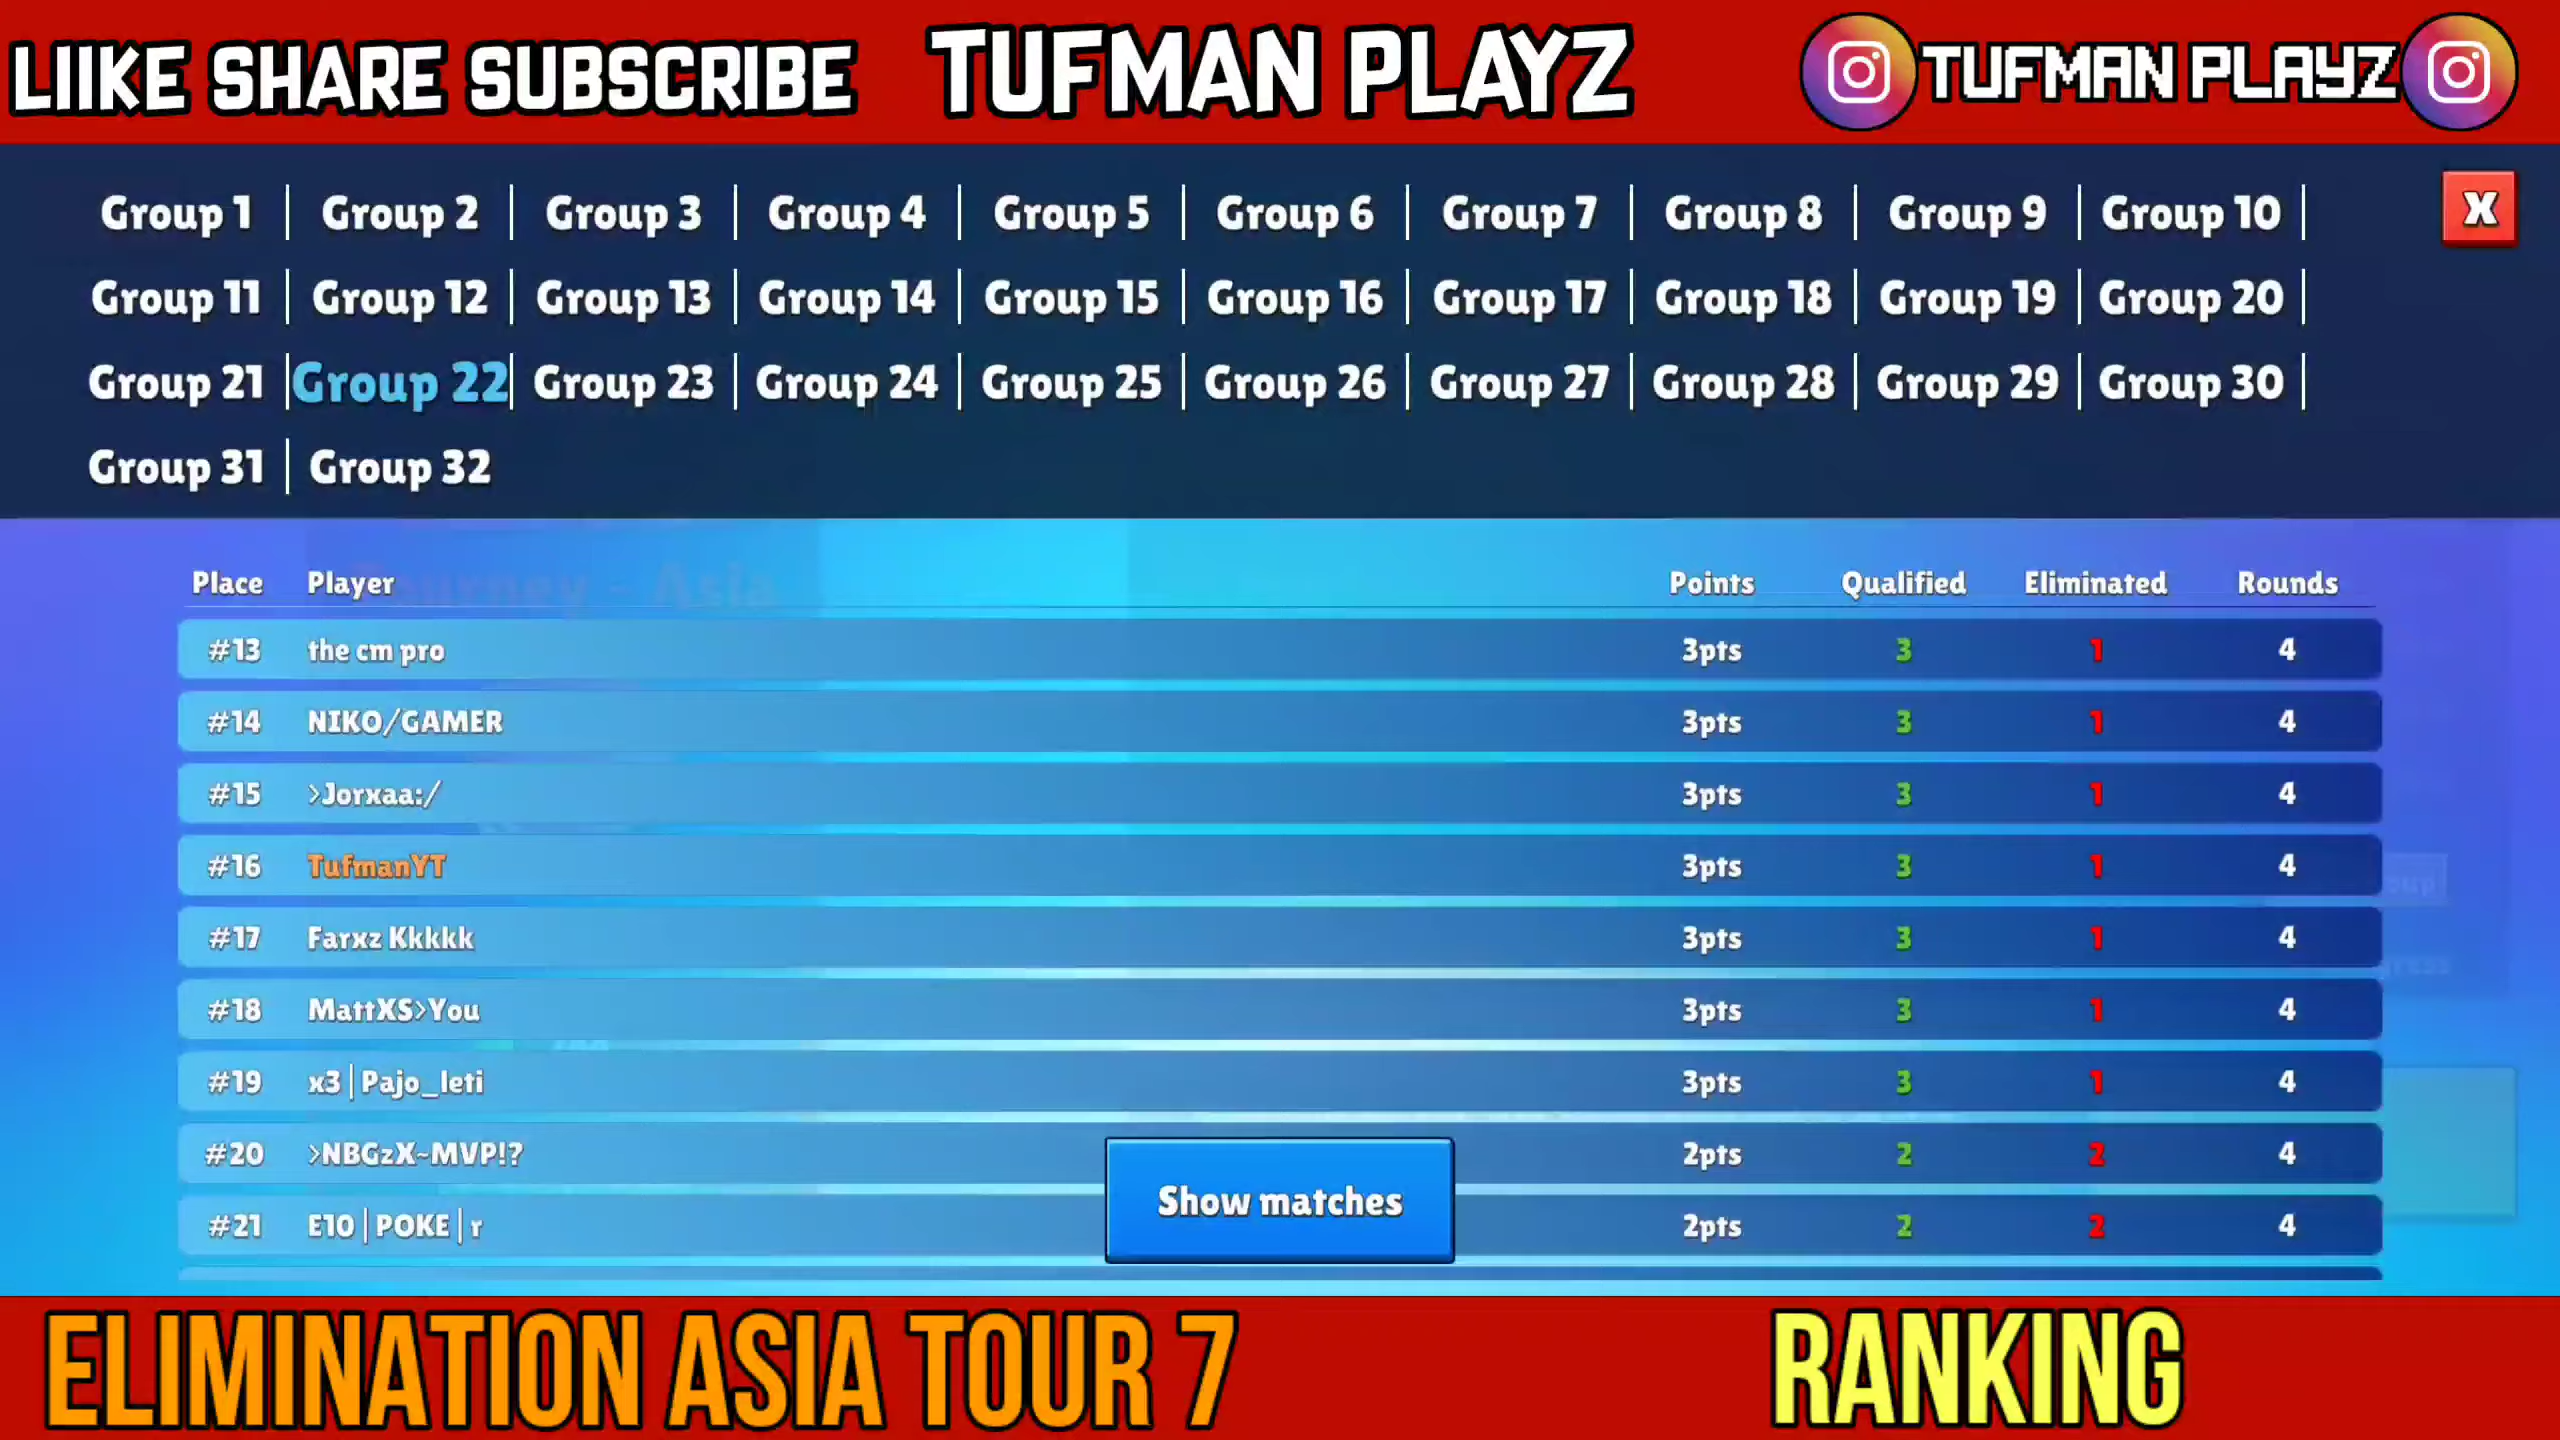 LIIKE SHARE SUBSCRIBE TUFMAN PLAYZ TUFMAN PLAYZ
Group 1 Group 2 Group 3 Group 4 Group 5 Group 6 Group 7 Group 8 Group 9 Group 10 X
Group 11 Group 12 Group 13 Group 14 Group 15 Group 16 Group 17 Group 18 Group 19 Group 20
Group 21 Group 22 Group 23 Group 24 Group 25 Group 26 Group 27 Group 28 Group 29 Group 30
Group 31 Group 32
Tourney - Asia
Place Player Points Qualified Eliminated Rounds
#13 the cm pro 3pts 3 1 4
#14 NIKO/GAMER 3pts 3 1 4
#15 >Jorxaa:/ 3pts 3 1 4
#16 TufmanYT 3pts 3 1 4
#17 Farxz Kkkkk 3pts 3 1 4
#18 MattXS>You 3pts 3 1 4
#19 x3|Pajo_leti 3pts 3 1 4
#20 >NBGzX~MVP!? 2pts 2 2 4
Show matches
#21 E10|POKE|r 2pts 2 2 4
ELIMINATION ASIA TOUR 7 RANKING